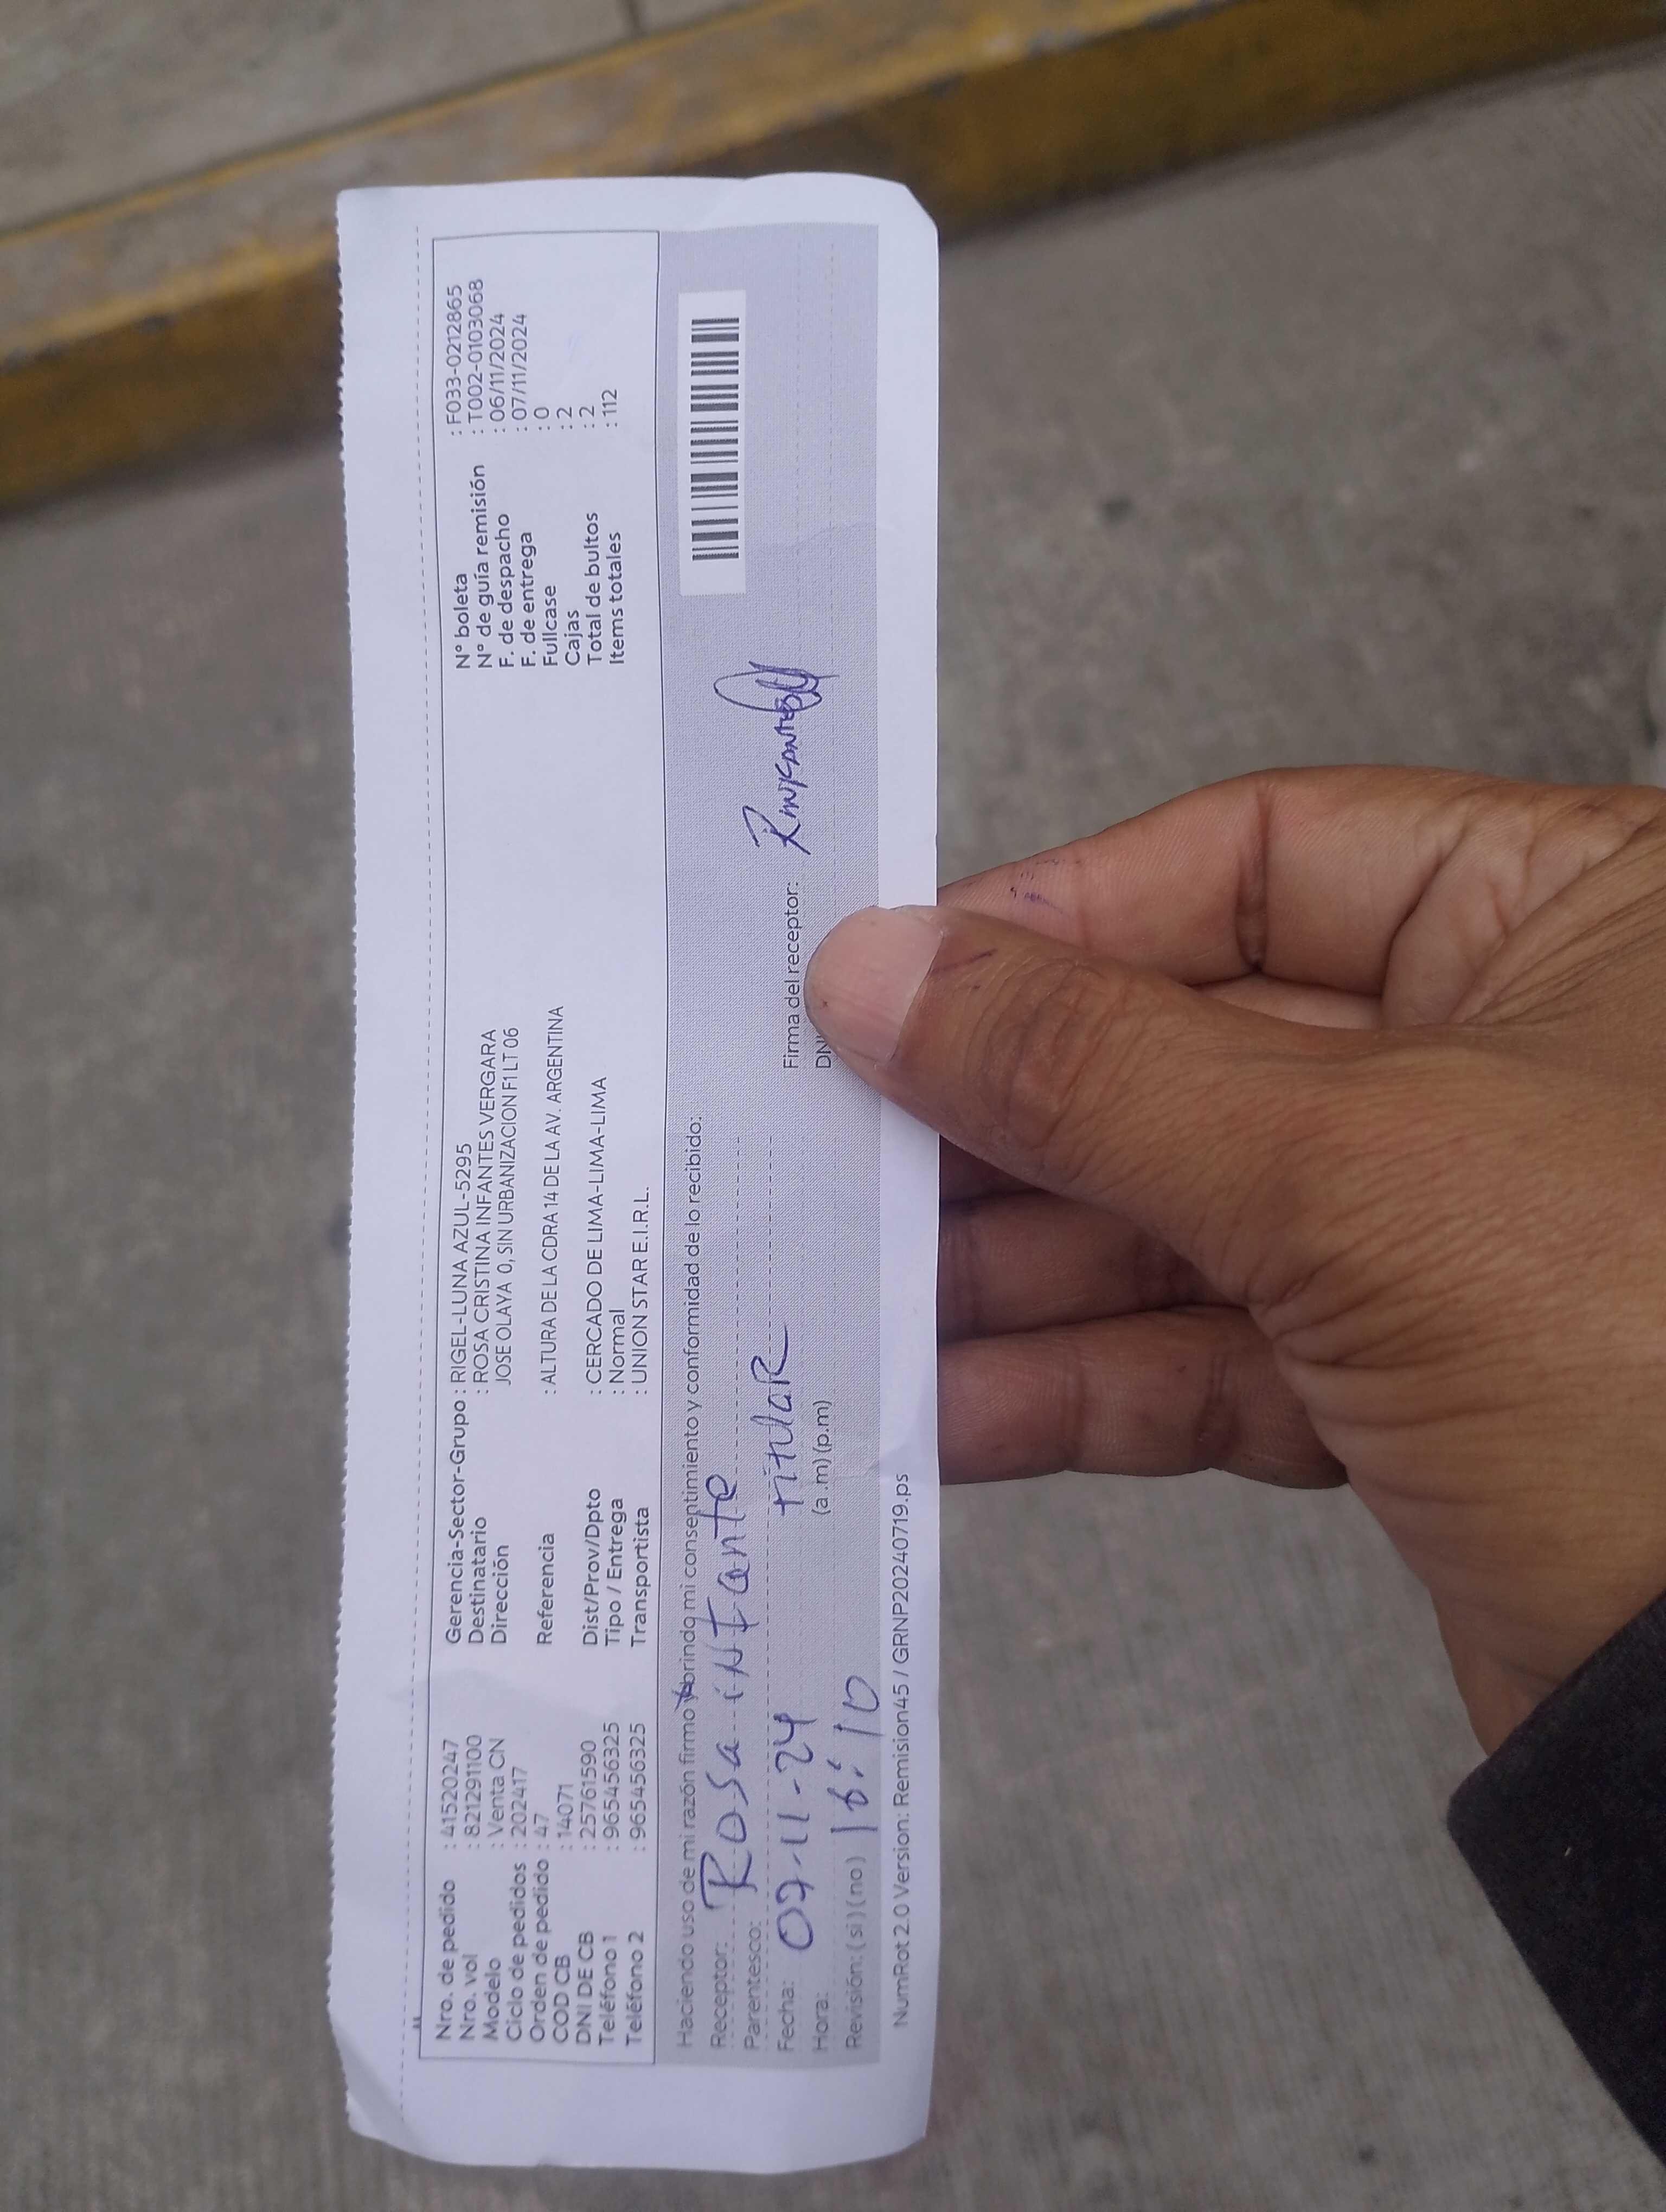 Nro. de pedido : 41520247
Nro. vol : 821291100
Modelo : Venta CN
Ciclo de pedidos : 202417
Orden de pedido : 47
COD CB : 14071
DNI DE CB : 25761590
Teléfono 1 : 965456325
Teléfono 2 : 965456325
Gerencia-Sector-Grupo : RIGEL-LUNA AZUL-5295
Destinatario : ROSA CRISTINA INFANTES VERGARA
Dirección JOSE OLAYA 0, SIN URBANIZACION F1 LT 06
Referencia : ALTURA DE LA CDRA 14 DE LA AV. ARGENTINA
Dist/Prov/Dpto : CERCADO DE LIMA-LIMA-LIMA
Tipo / Entrega : Normal
Transportista : UNION STAR E.I.R.L.
N° boleta : F033-0212865
N° de guía remisión : T002-0103068
F. de despacho : 06/11/2024
F. de entrega : 07/11/2024
Fullcase : 0
Cajas : 2
Total de bultos : 2
Items totales : 112
Haciendo uso de mi razón firmo y brindo mi consentimiento y conformidad de lo recibido:
Receptor: Rosa iNFante
Parentesco: titulaR
Fecha: 07-11-24
Hora: 16:10 (a.m) (p.m)
Revisión: ( si ) ( no )
Firma del receptor:
DNI
NumRot 2.0 Version: Remision45 / GRNP20240719.ps